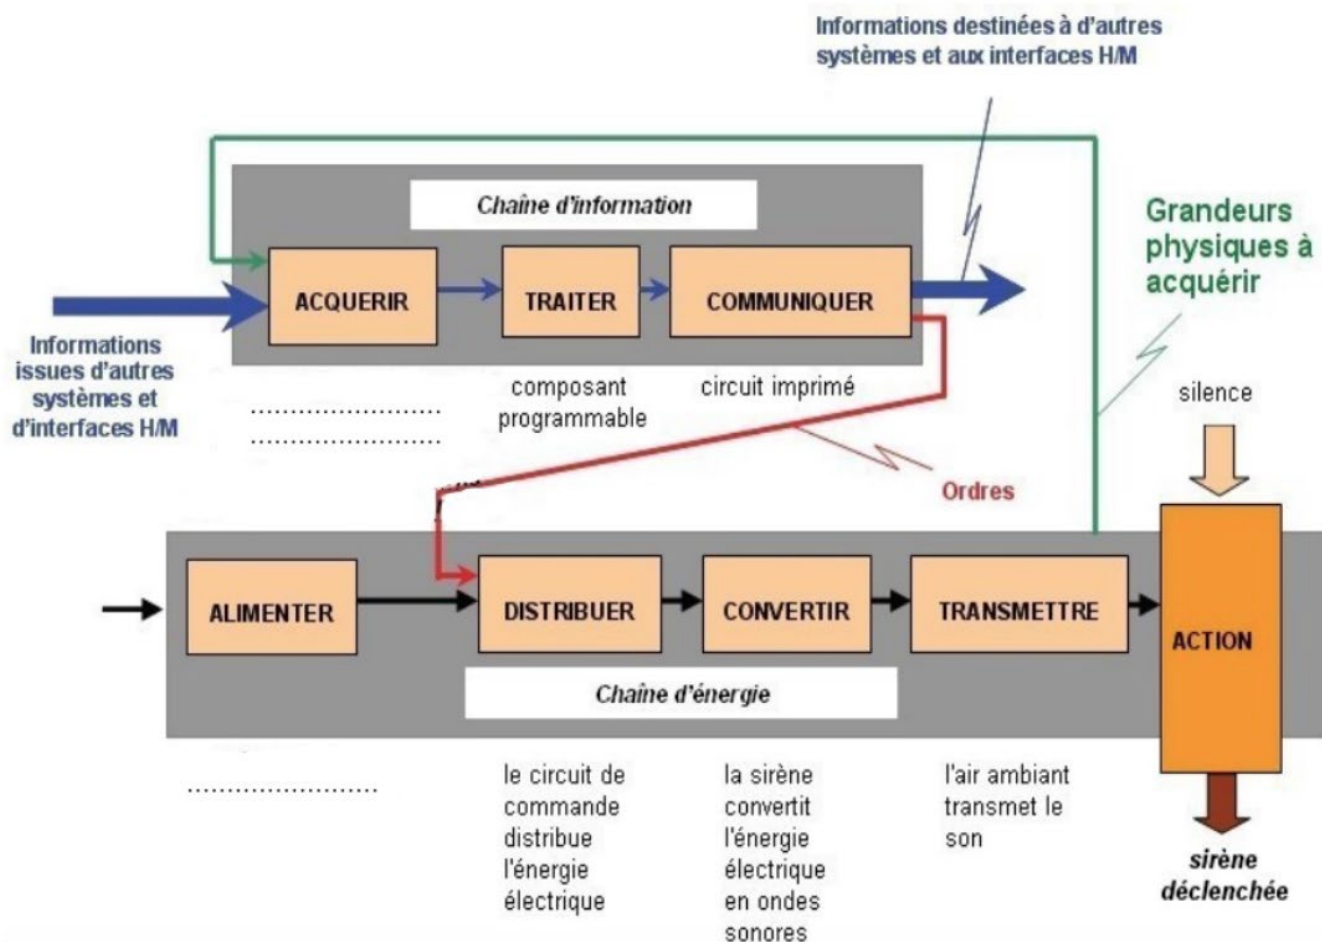 Informations destinées à d'autres
systèmes et aux interfaces H/M
Chaîne d'information
Grandeurs
physiques à
acquérir
ACQUERIR
TRAITER
COMMUNIQUER
Informations
issues d'autres
systèmes et
d'interfaces H/M
........................
........................
composant
programmable
circuit imprimé
silence
Ordres
ALIMENTER
DISTRIBUER
CONVERTIR
TRANSMETTRE
ACTION
Chaîne d'énergie
........................
le circuit de
commande
distribue
l'énergie
électrique
la sirène
convertit
l'énergie
électrique
en ondes
sonores
l'air ambiant
transmet le
son
sirène
déclenchée